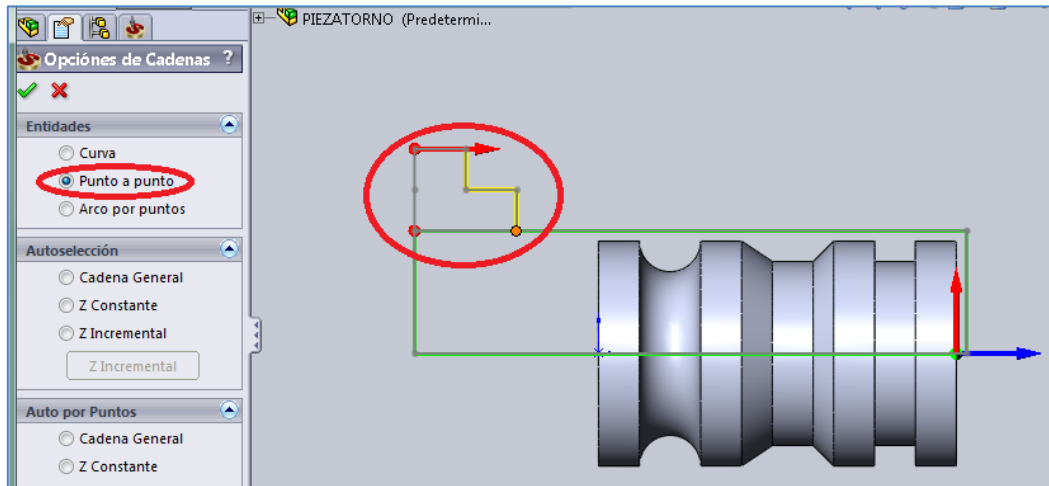 PIEZATORNO (Predetermi...
Opciónes de Cadenas ?
Entidades
Curva
Punto a punto
Arco por puntos
Autoselección
Cadena General
Z Constante
Z Incremental
Z Incremental
Auto por Puntos
Cadena General
Z Constante